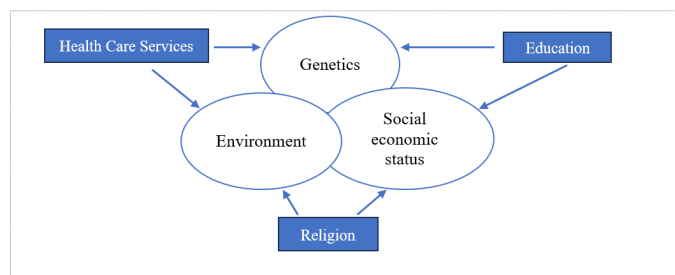 Health Care Services
Education
Genetics
Environment
Social
economic
status
Religion